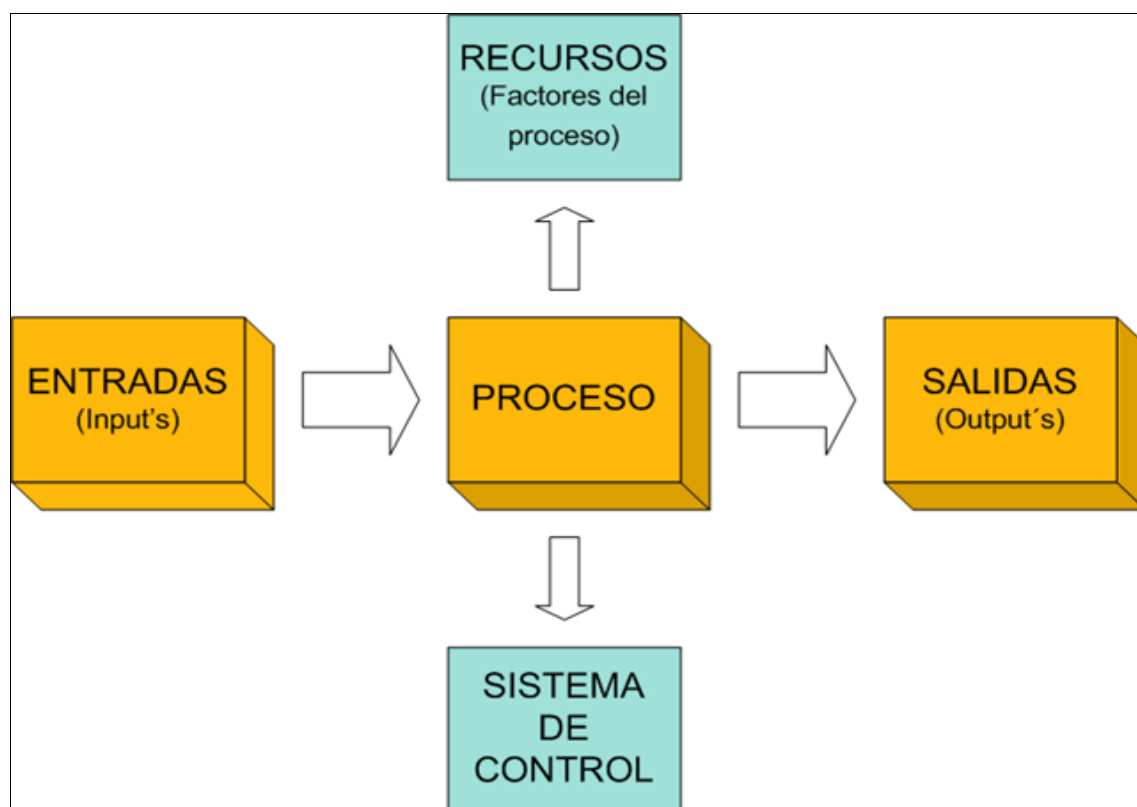 RECURSOS
(Factores del
proceso)
ENTRADAS
(Input's)
PROCESO
SALIDAS
(Output´s)
SISTEMA
DE
CONTROL